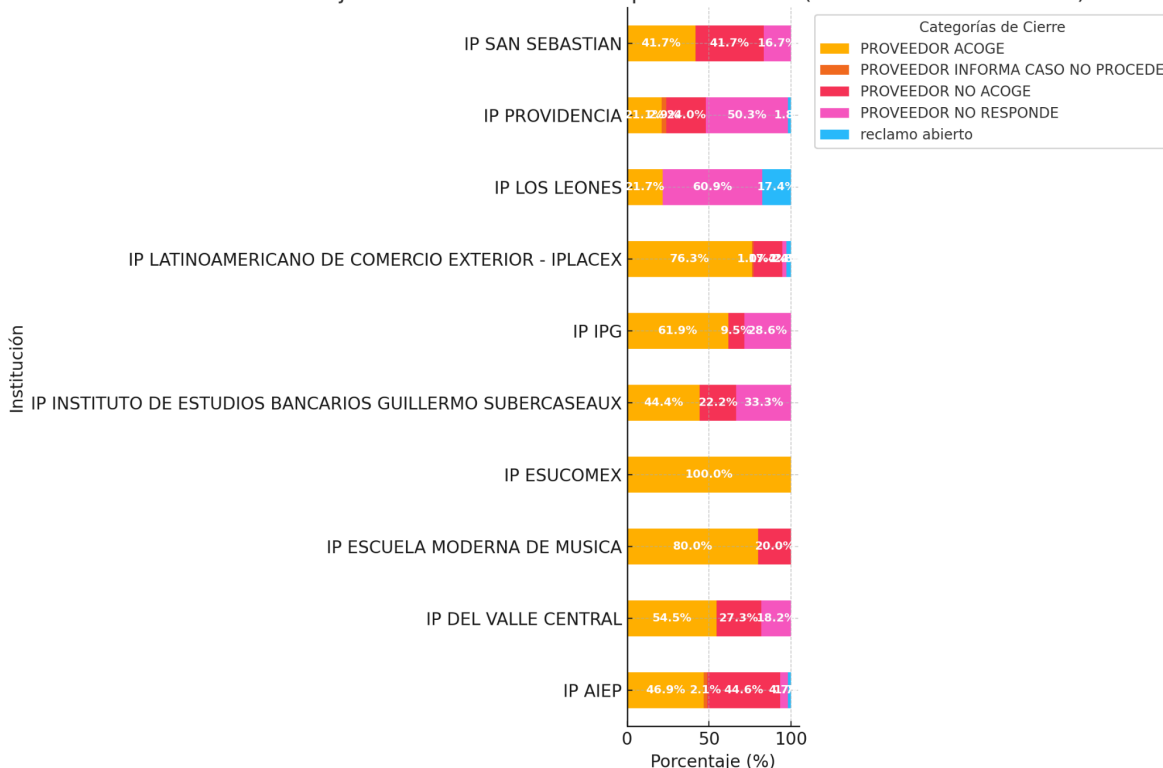 Categorías de Cierre
PROVEEDOR ACOGE
PROVEEDOR INFORMA CASO NO PROCEDE
PROVEEDOR NO ACOGE
PROVEEDOR NO RESPONDE
reclamo abierto
Institución
IP SAN SEBASTIAN 41.7% 41.7% 16.7%
IP PROVIDENCIA 21.1% 24.0% 50.3% 1.8
IP LOS LEONES 21.7% 60.9% 17.4%
IP LATINOAMERICANO DE COMERCIO EXTERIOR - IPLACEX 76.3%
IP IPG 61.9% 9.5% 28.6%
IP INSTITUTO DE ESTUDIOS BANCARIOS GUILLERMO SUBERCASEAUX 44.4% 22.2% 33.3%
IP ESUCOMEX 100.0%
IP ESCUELA MODERNA DE MUSICA 80.0% 20.0%
IP DEL VALLE CENTRAL 54.5% 27.3% 18.2%
IP AIEP 46.9% 2.1% 44.6%
0 50 100
Porcentaje (%)